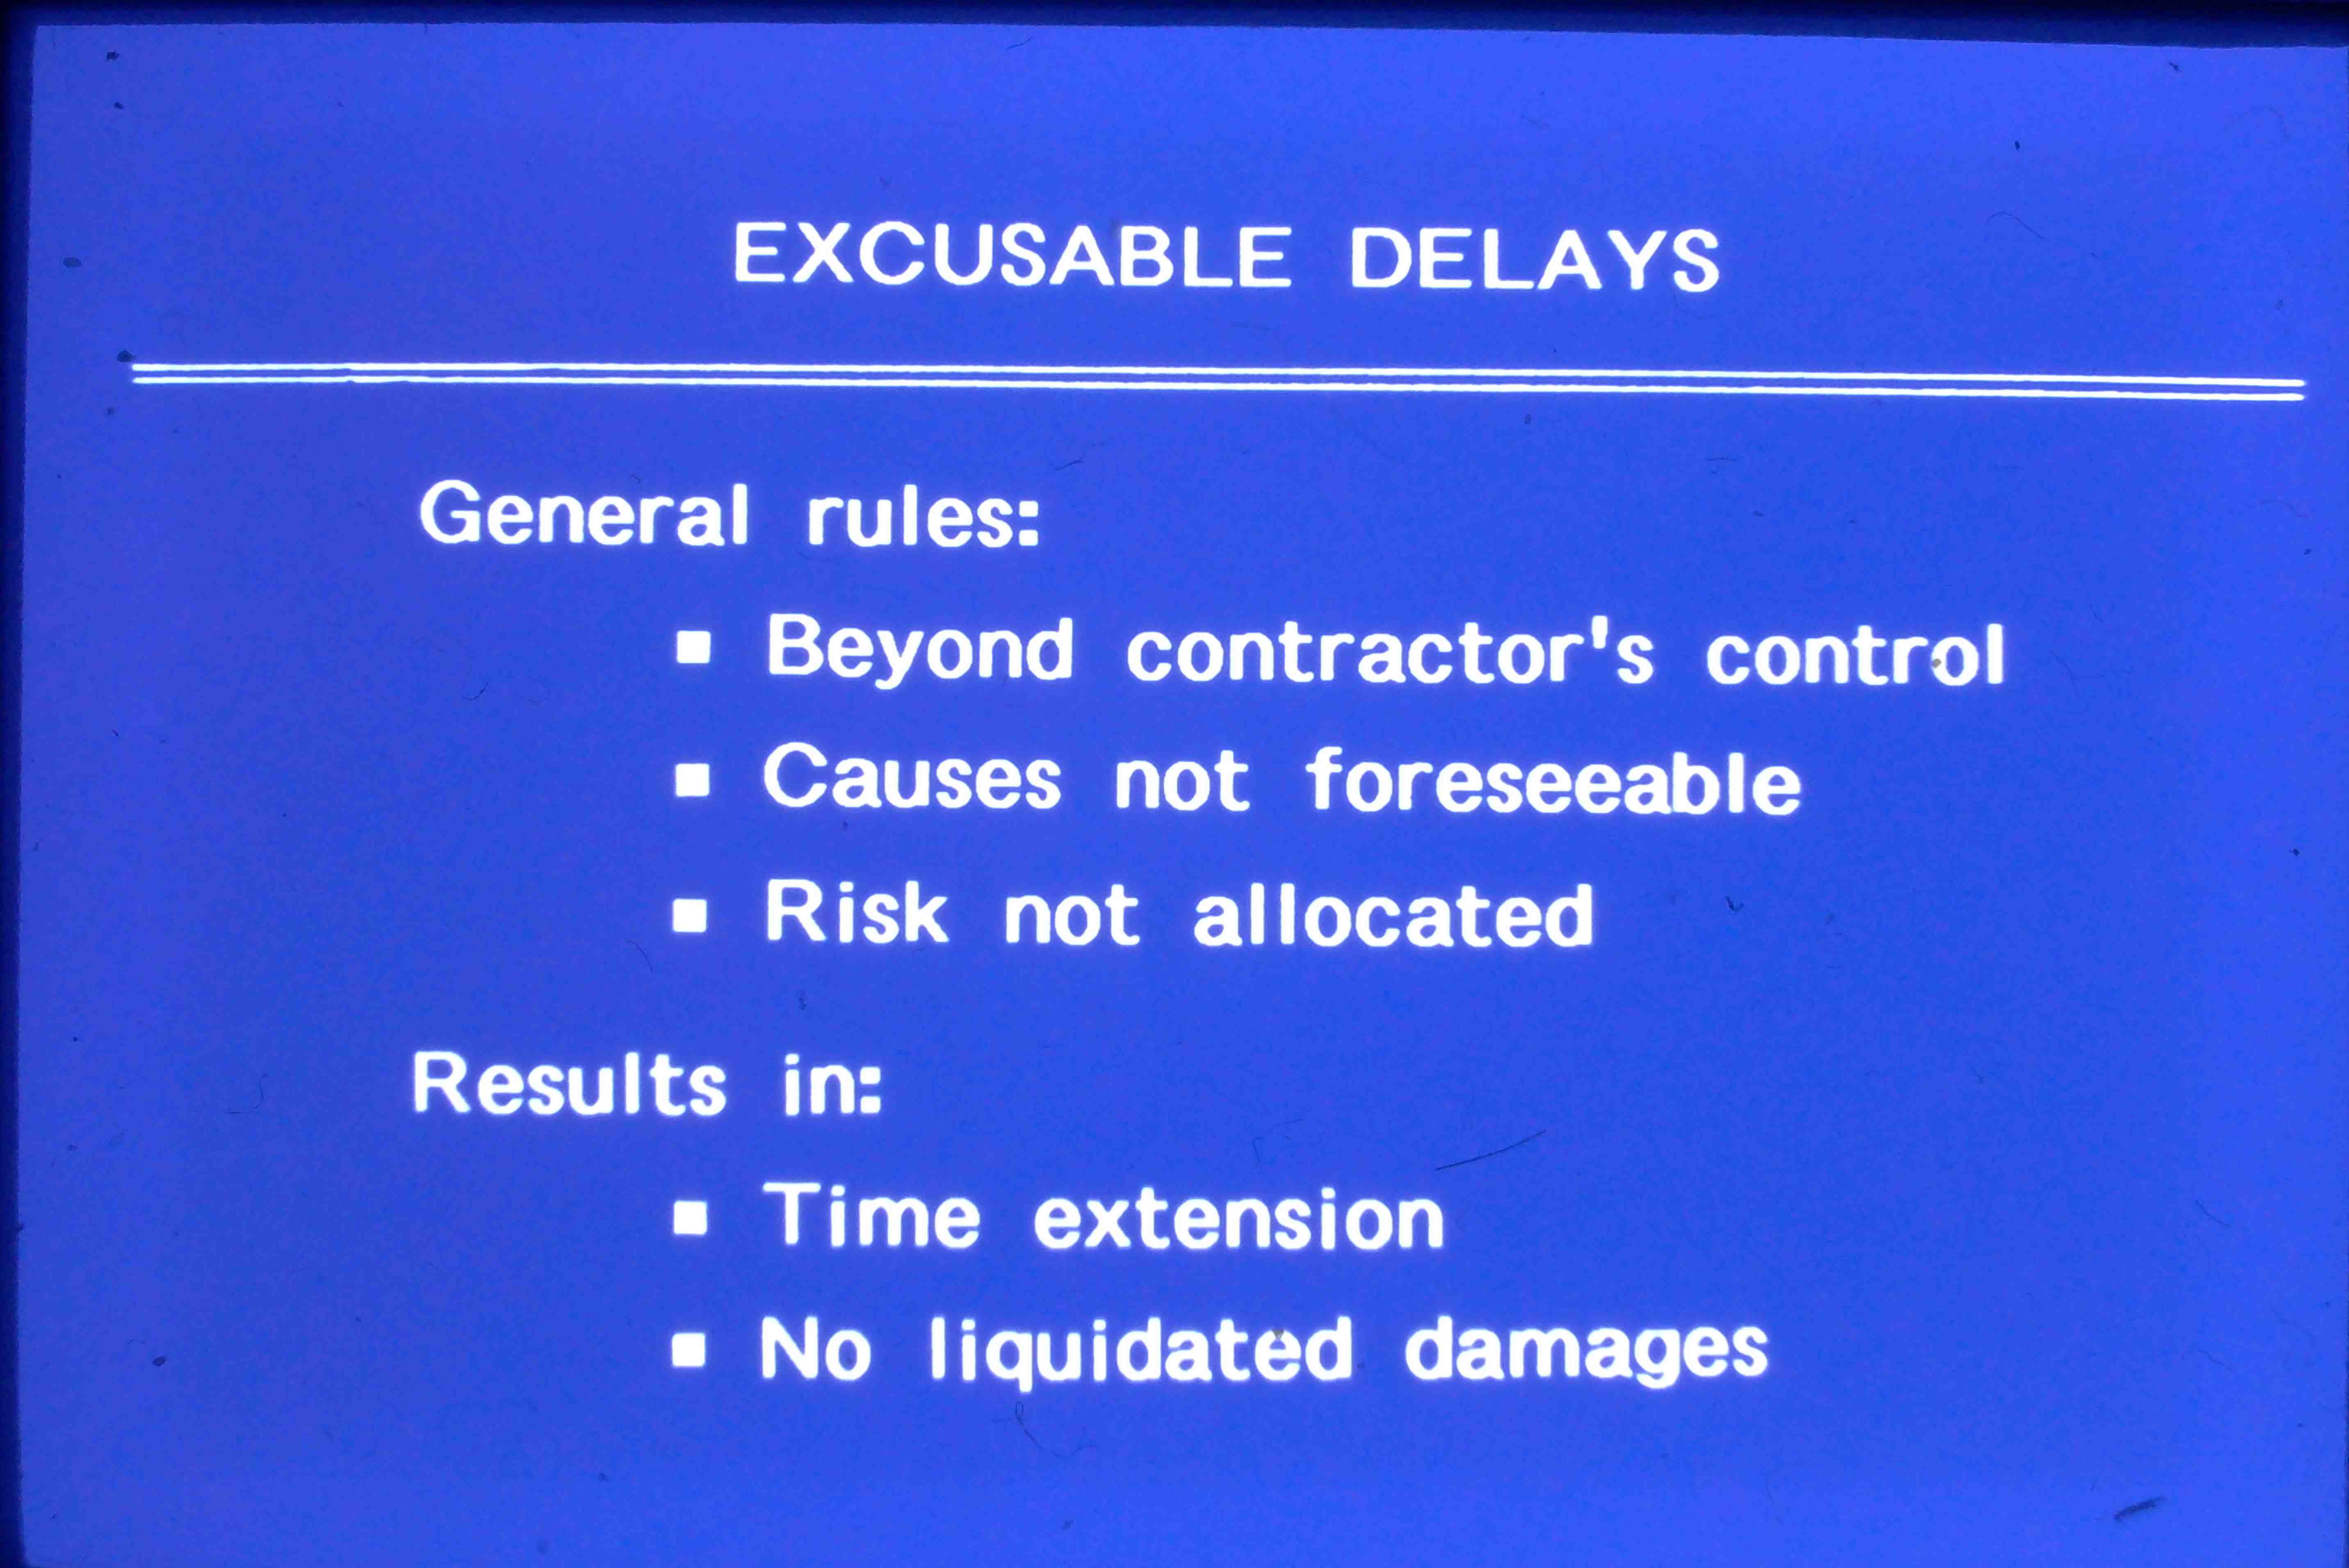 EXCUSABLE DELAYS
General rules:
▪ Beyond contractor's control
▪ Causes not foreseeable
▪ Risk not allocated
Results in:
▪ Time extension
▪ No liquidated damages